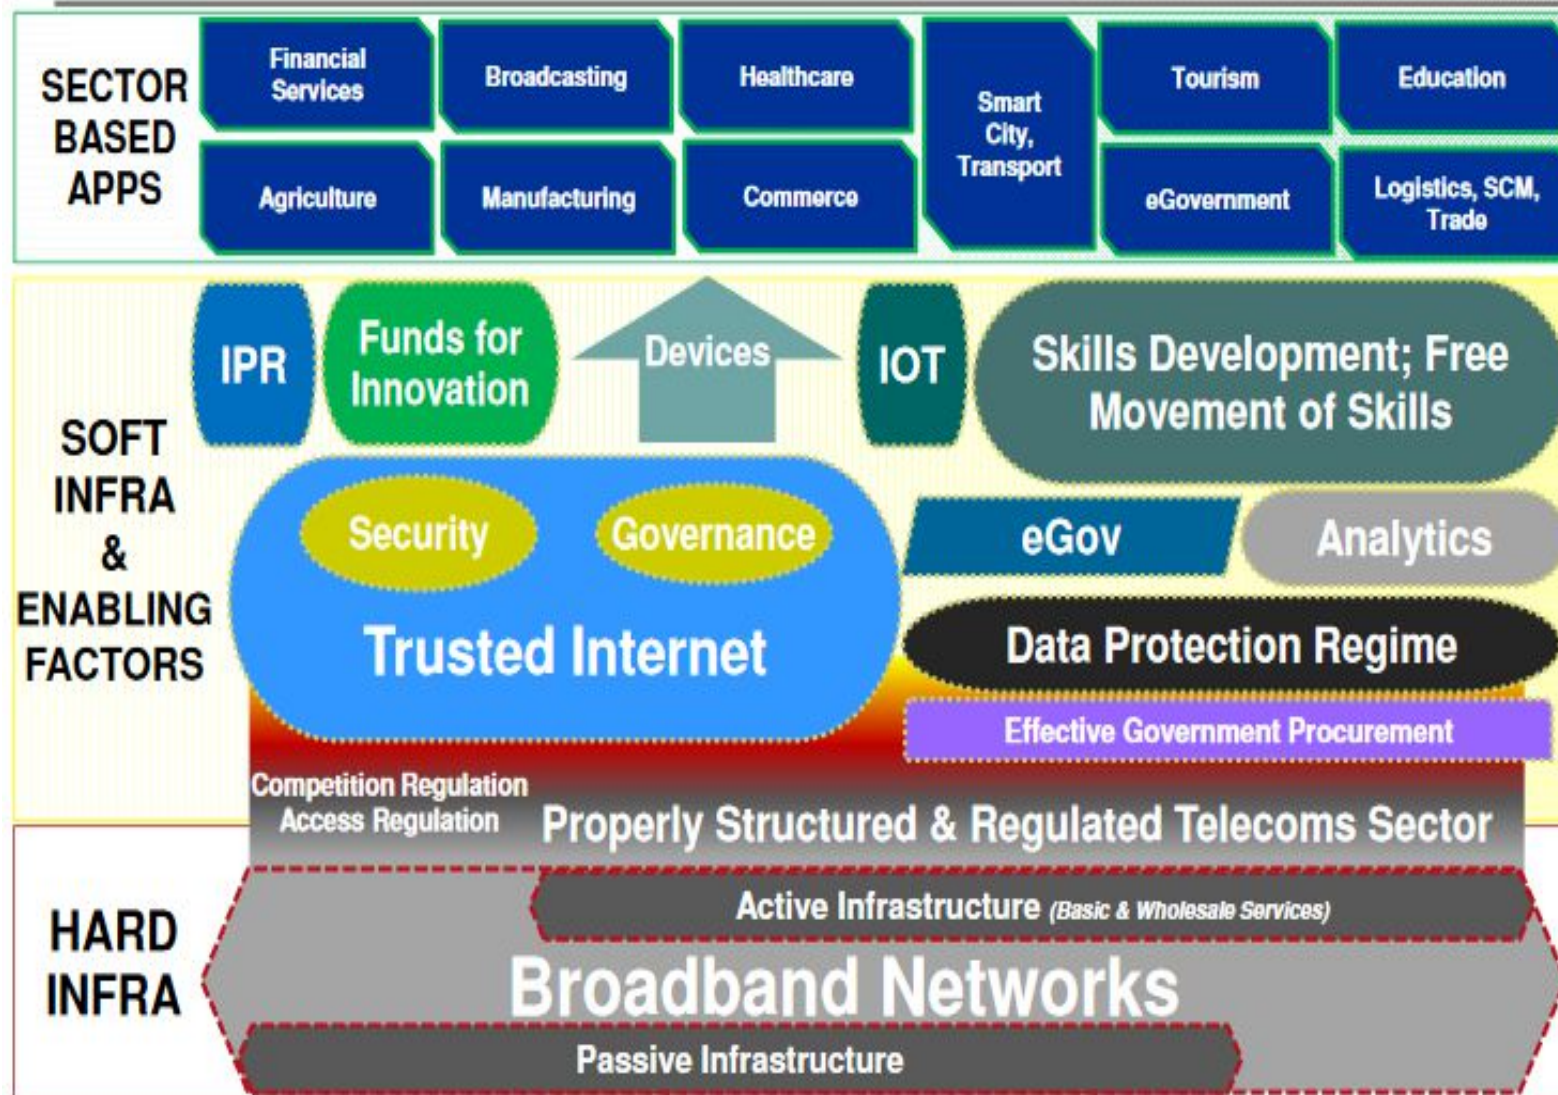 SECTOR
BASED
APPS
Financial
Services
Broadcasting
Healthcare
Smart
City,
Transport
Tourism
Education
Agriculture
Manufacturing
Commerce
eGovernment
Logistics, SCM,
Trade
SOFT
INFRA
&
ENABLING
FACTORS
IPR
Funds for
Innovation
Devices
IOT
Skills Development; Free
Movement of Skills
Security
Governance
Trusted Internet
eGov
Analytics
Data Protection Regime
Effective Government Procurement
Competition Regulation
Access Regulation
Properly Structured & Regulated Telecoms Sector
HARD
INFRA
Active Infrastructure (Basic & Wholesale Services)
Broadband Networks
Passive Infrastructure